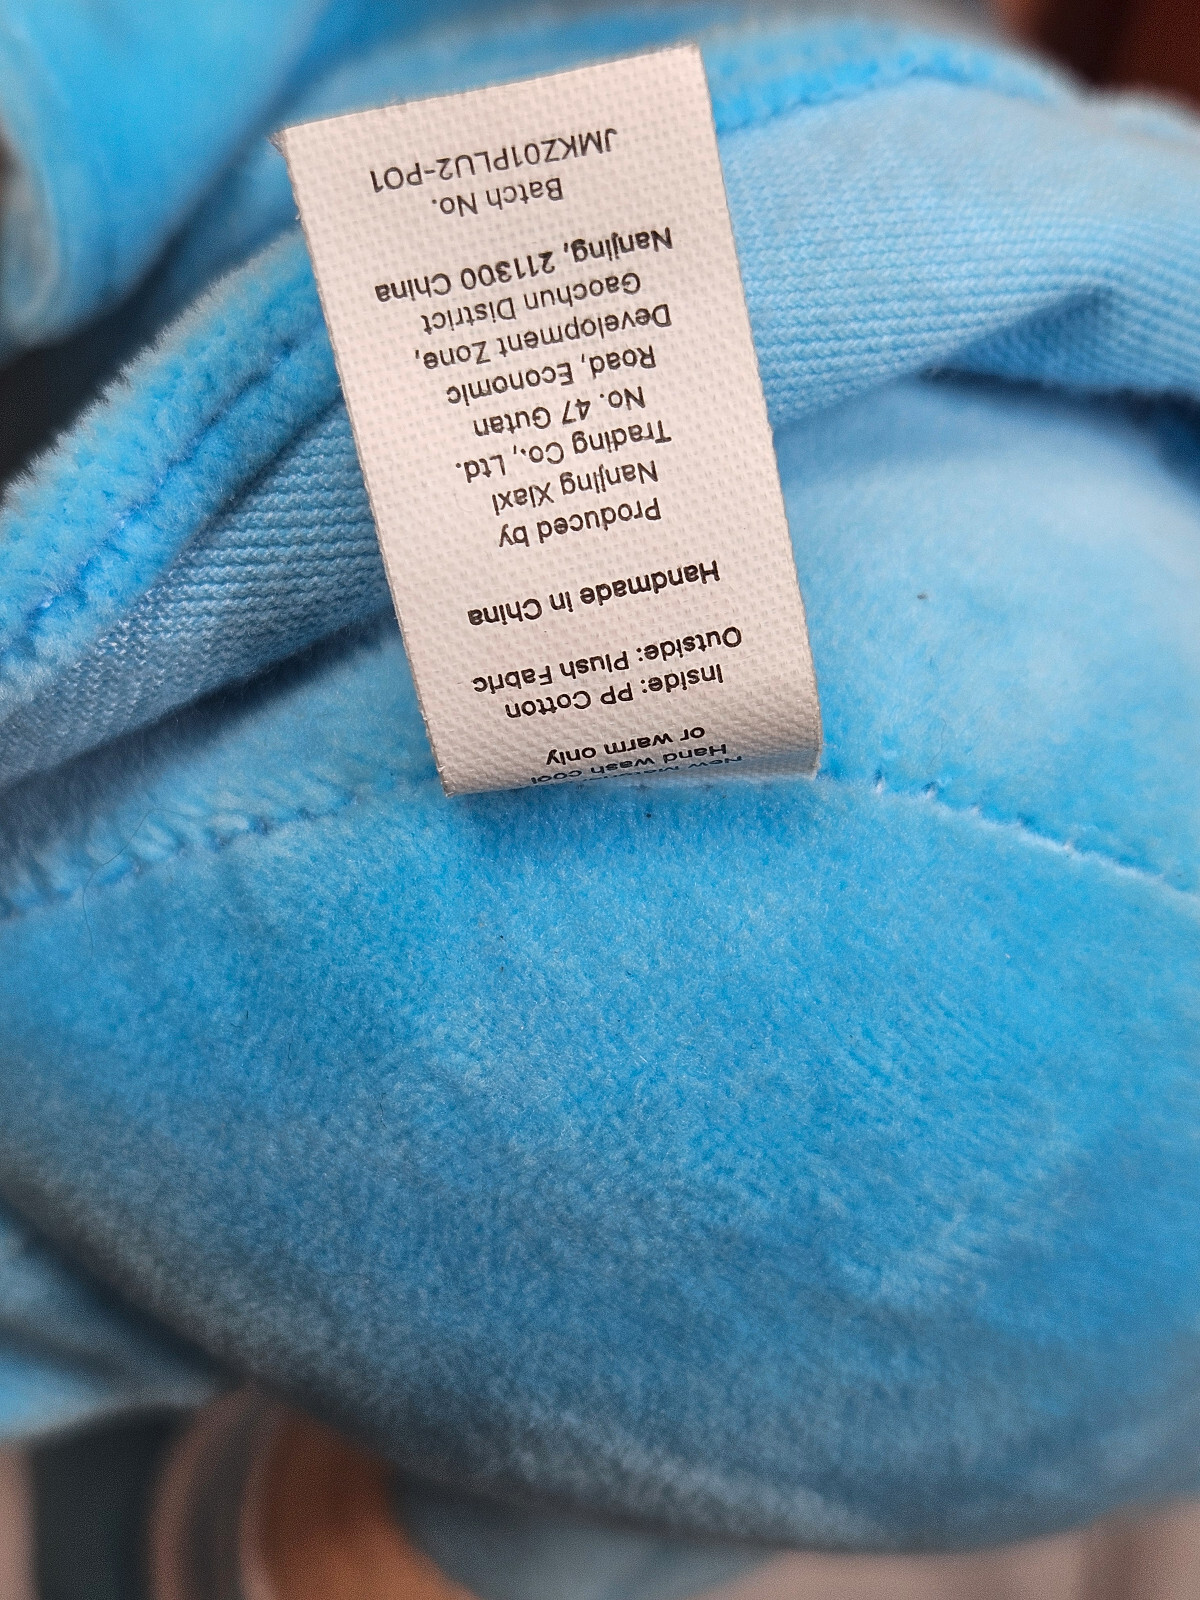 New Materials
Hand wash cool
or warm only
Inside: PP Cotton
Outside: Plush Fabric
Handmade in China
Produced by
Nanjing Xiaxi
Trading Co., Ltd.
No. 47 Gutan
Road, Economic
Development Zone,
Gaochun District
Nanjing, 211300 China
Batch No.
JMKZ01PLU2-P01